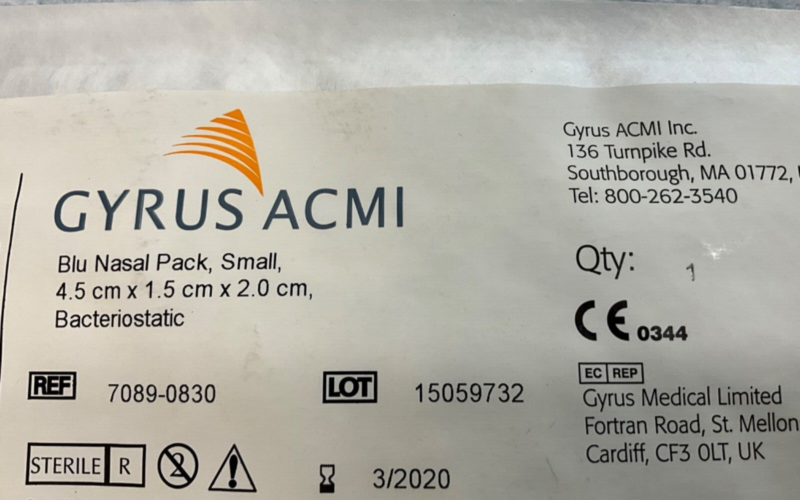 GYRUS ACMI
Blu Nasal Pack, Small,
4.5 cm x 1.5 cm x 2.0 cm,
Bacteriostatic
REF 7089-0830
LOT 15059732
STERILE R
2
3/2020
Gyrus ACMI Inc.
136 Turnpike Rd.
Southborough, MA 01772,
Tel: 800-262-3540
Qty: 1
CE 0344
EC REP
Gyrus Medical Limited
Fortran Road, St. Mellon
Cardiff, CF3 0LT, UK